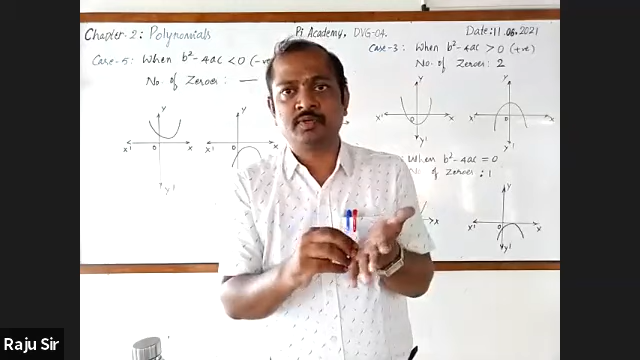 Chapter-2: Polynomials
Pi Academy, DVG-04.
Date: 11.06.2021
Case-5: When b²-4ac <0 (-v
No. of Zeroes: —
Case-3: When b²-4ac > 0 (+ve)
No. of Zeroes: 2
When b²-4ac = 0
of Zeroes: 1
Y
X' O X
Y'
Y
X' O
Y
X' O X
Y'
Y
X' O X
Y'
X
Y
X' O X
Y'
Raju Sir